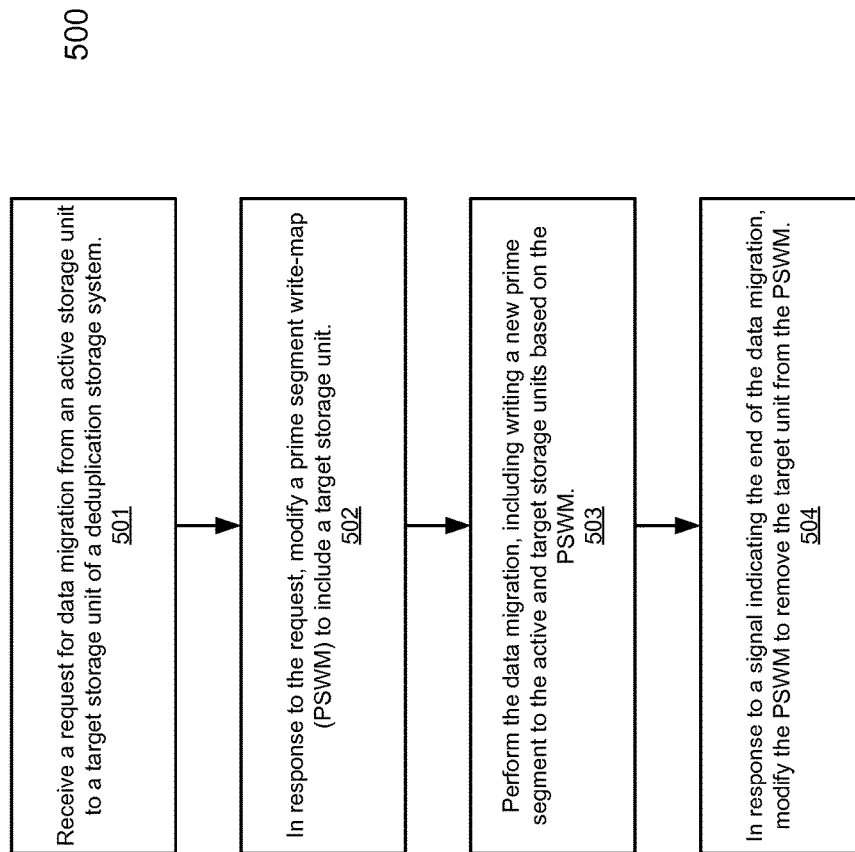 500
Receive a request for data migration from an active storage unit
to a target storage unit of a deduplication storage system.
501
In response to the request, modify a prime segment write-map
(PSWM) to include a target storage unit.
502
Perform the data migration, including writing a new prime
segment to the active and target storage units based on the
PSWM.
503
In response to a signal indicating the end of the data migration,
modify the PSWM to remove the target unit from the PSWM.
504